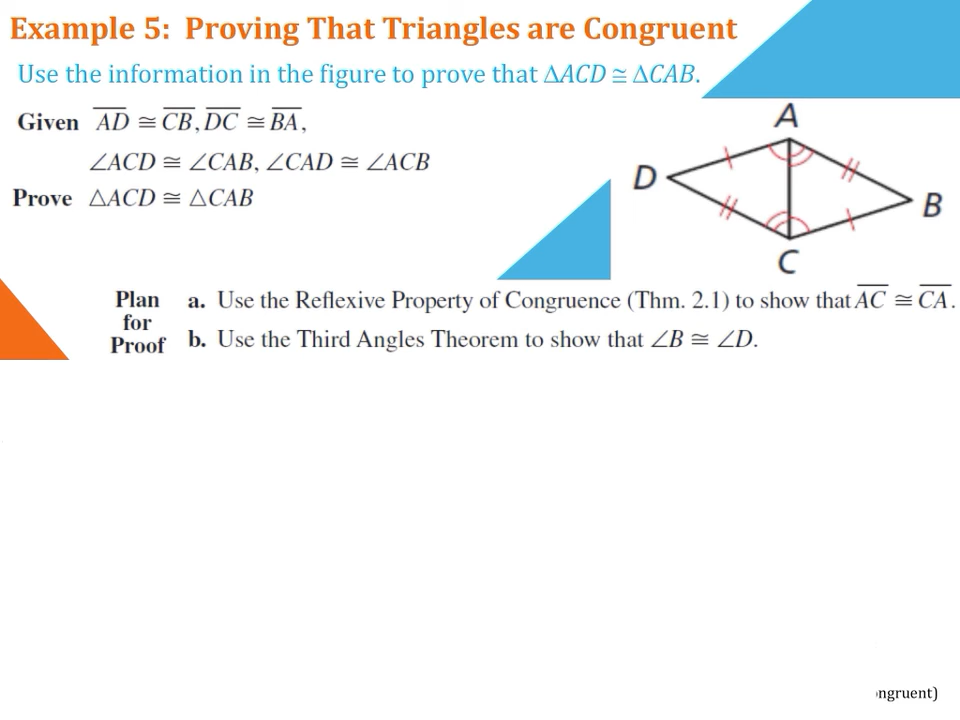 Example 5: Proving That Triangles are Congruent
Use the information in the figure to prove that ΔACD ≅ ΔCAB.
Given AD ≅ CB, DC ≅ BA,
∠ACD ≅ ∠CAB, ∠CAD ≅ ∠ACB
Prove △ACD ≅ △CAB
A
D
B
C
Plan for Proof
a. Use the Reflexive Property of Congruence (Thm. 2.1) to show that AC ≅ CA.
b. Use the Third Angles Theorem to show that ∠B ≅ ∠D.
ngruent)